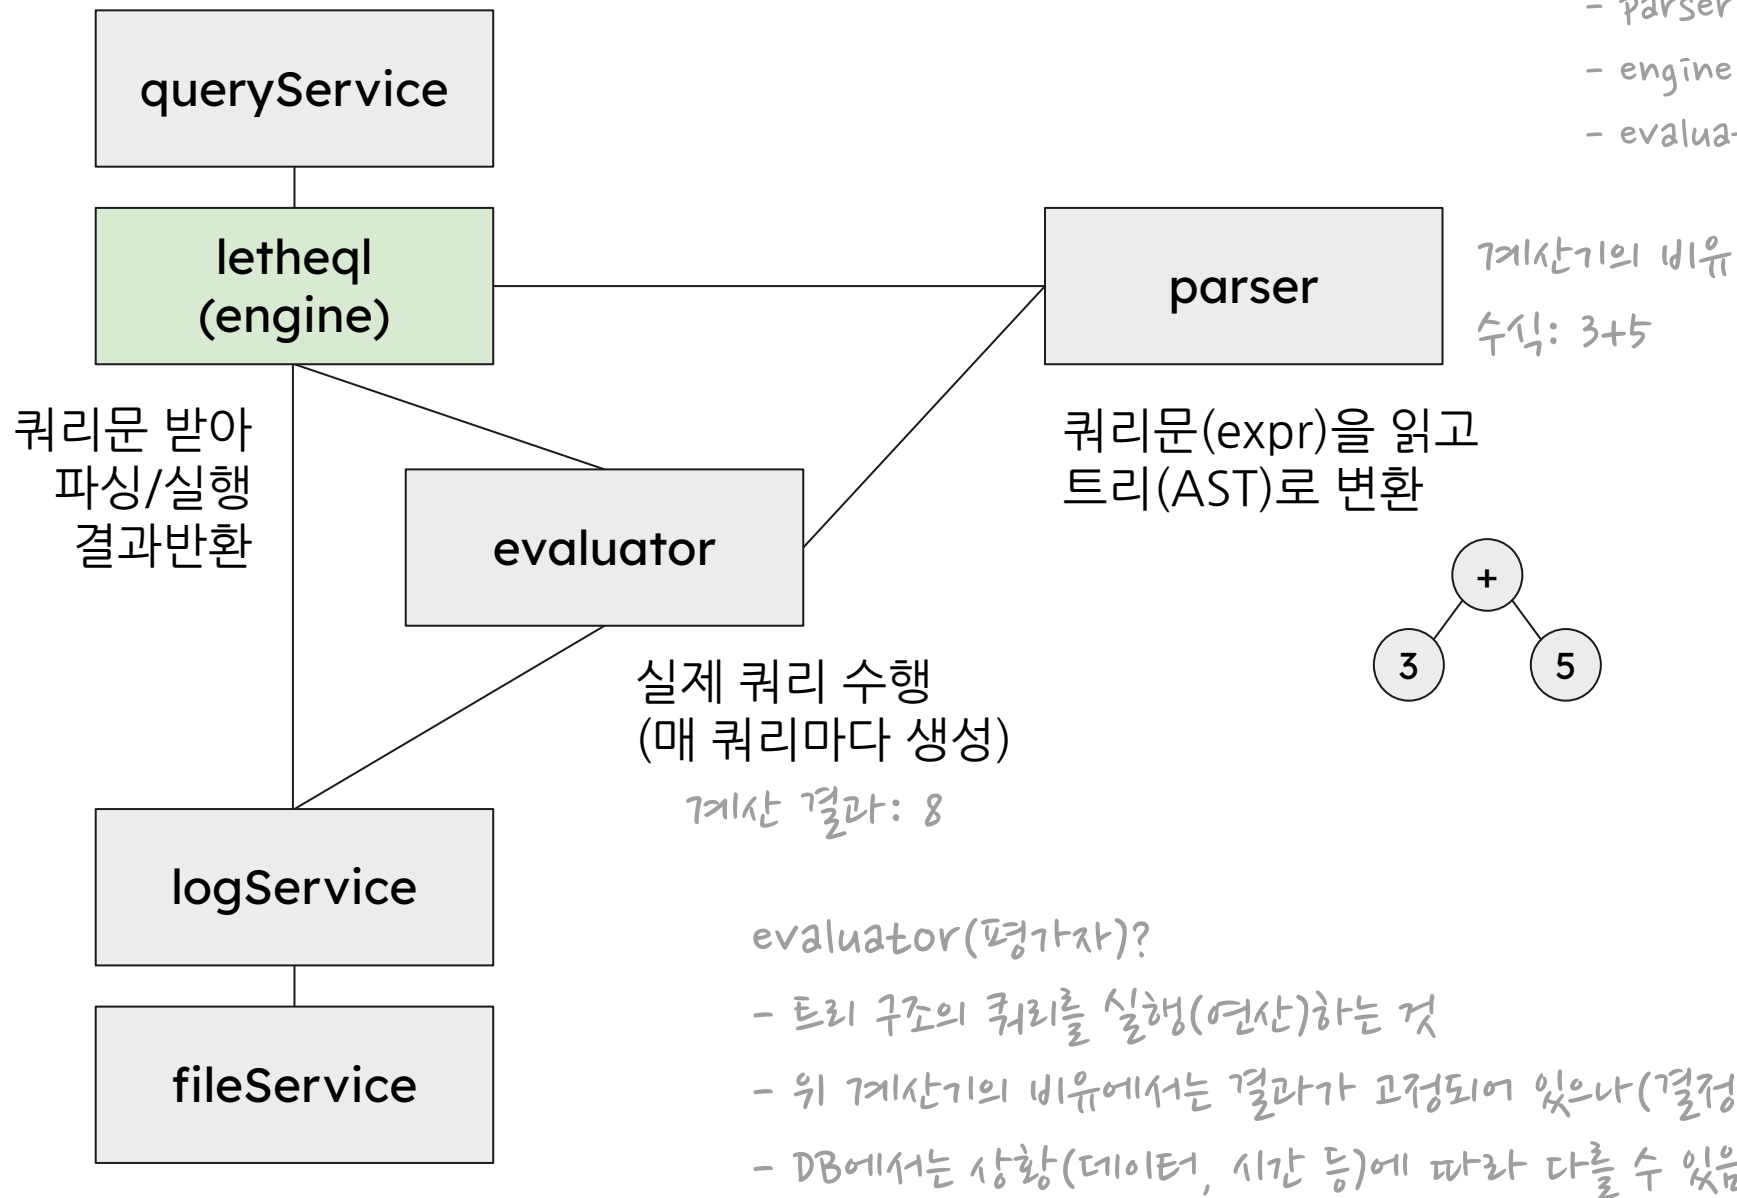 - parser
queryService
- engine
letheql
(engine)
parser
계산기의 비유
수식: 3+5
쿼리문 받아
파싱/실행
결과반환
쿼리문(expr)을 읽고
트리(AST)로 변환
evaluator
+
3
5
실제 쿼리 수행
(매 쿼리마다 생성)
계산 결과: 8
logService
evaluator(평가자)?
- 트리 구조의 쿼리를 실행(연산)하는 것
fileService
- 위 계산기의 비유에서는 결과가 고정되어 있으나(결정
- DB에서는 상황(데이터, 시간 등)에 따라 다를 수 있음